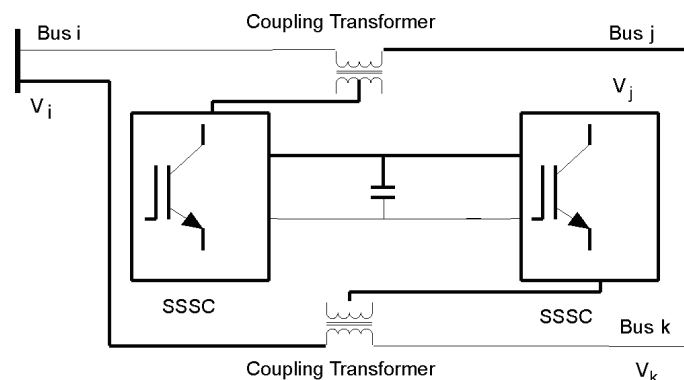 Coupling Transformer
Bus i
Bus j
V i
V j
SSSC
SSSC
Bus k
Coupling Transformer
V k